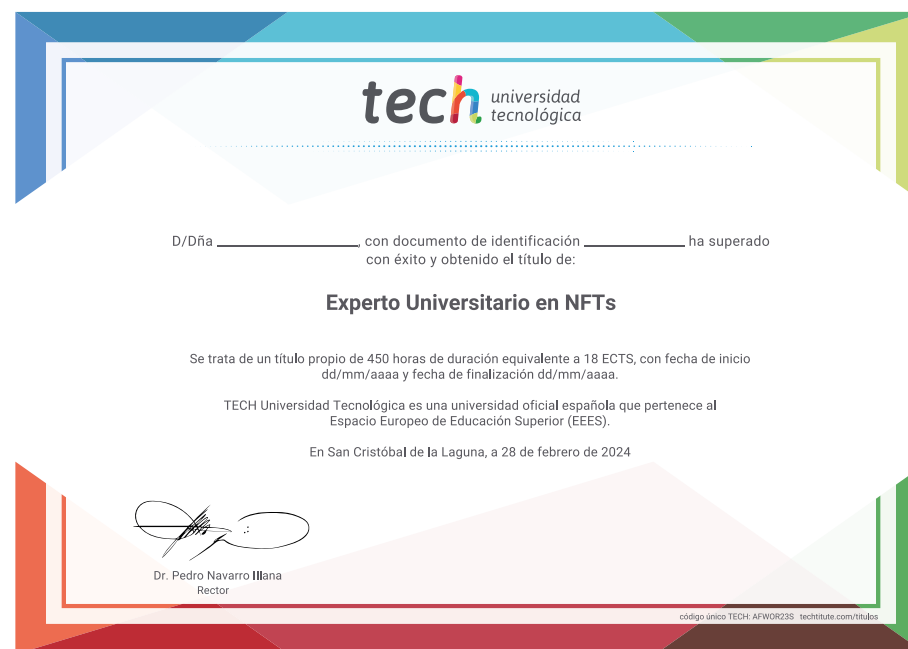 tech universidad
tecnológica
D/Dña ____________________, con documento de identificación ______________ ha superado
con éxito y obtenido el título de:
Experto Universitario en NFTs
Se trata de un título propio de 450 horas de duración equivalente a 18 ECTS, con fecha de inicio
dd/mm/aaaa y fecha de finalización dd/mm/aaaa.
TECH Universidad Tecnológica es una universidad oficial española que pertenece al
Espacio Europeo de Educación Superior (EEES).
En San Cristóbal de la Laguna, a 28 de febrero de 2024
Dr. Pedro Navarro Illana
Rector
código único TECH: AFWOR23S techtitute.com/titulos